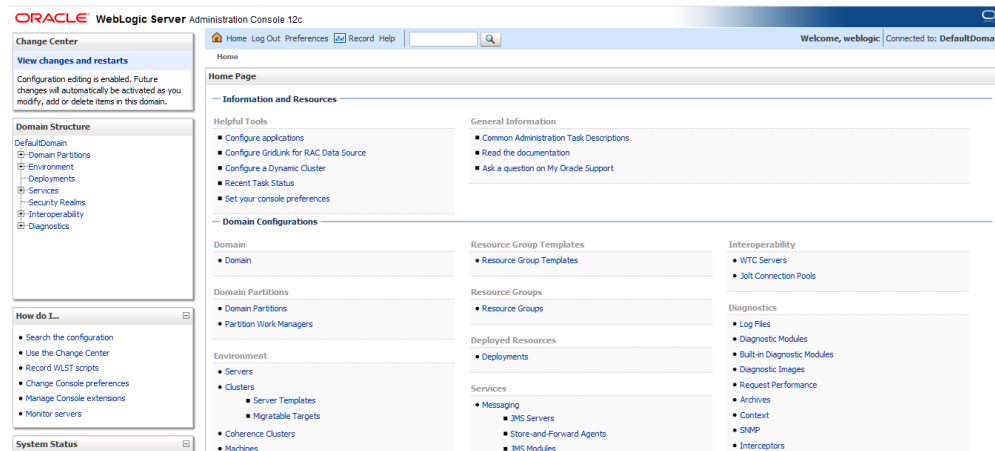 ORACLE WebLogic Server Administration Console 12c
Change Center
View changes and restarts
Configuration editing is enabled. Future
changes will automatically be activated as you
modify, add or delete items in this domain.
Domain Structure
DefaultDomain
Domain Partitions
Environment
Deployments
Services
Security Realms
Interoperability
Diagnostics
How do I...
Search the configuration
Use the Change Center
Record WLST scripts
Change Console preferences
Manage Console extensions
Monitor servers
System Status
Home Log Out Preferences Record Help
Welcome, weblogic Connected to: DefaultDoma
Home
Home Page
Information and Resources
Helpful Tools
Configure applications
Configure GridLink for RAC Data Source
Configure a Dynamic Cluster
Recent Task Status
Set your console preferences
General Information
Common Administration Task Descriptions
Read the documentation
Ask a question on My Oracle Support
Domain Configurations
Domain
Domain
Domain Partitions
Domain Partitions
Partition Work Managers
Environment
Servers
Clusters
Server Templates
Migratable Targets
Coherence Clusters
Machines
Resource Group Templates
Resource Group Templates
Resource Groups
Resource Groups
Deployed Resources
Deployments
Services
Messaging
JMS Servers
Store-and-Forward Agents
JMS Modules
Interoperability
WTC Servers
Jolt Connection Pools
Diagnostics
Log Files
Diagnostic Modules
Built-in Diagnostic Modules
Diagnostic Images
Request Performance
Archives
Context
SNMP
Interceptors